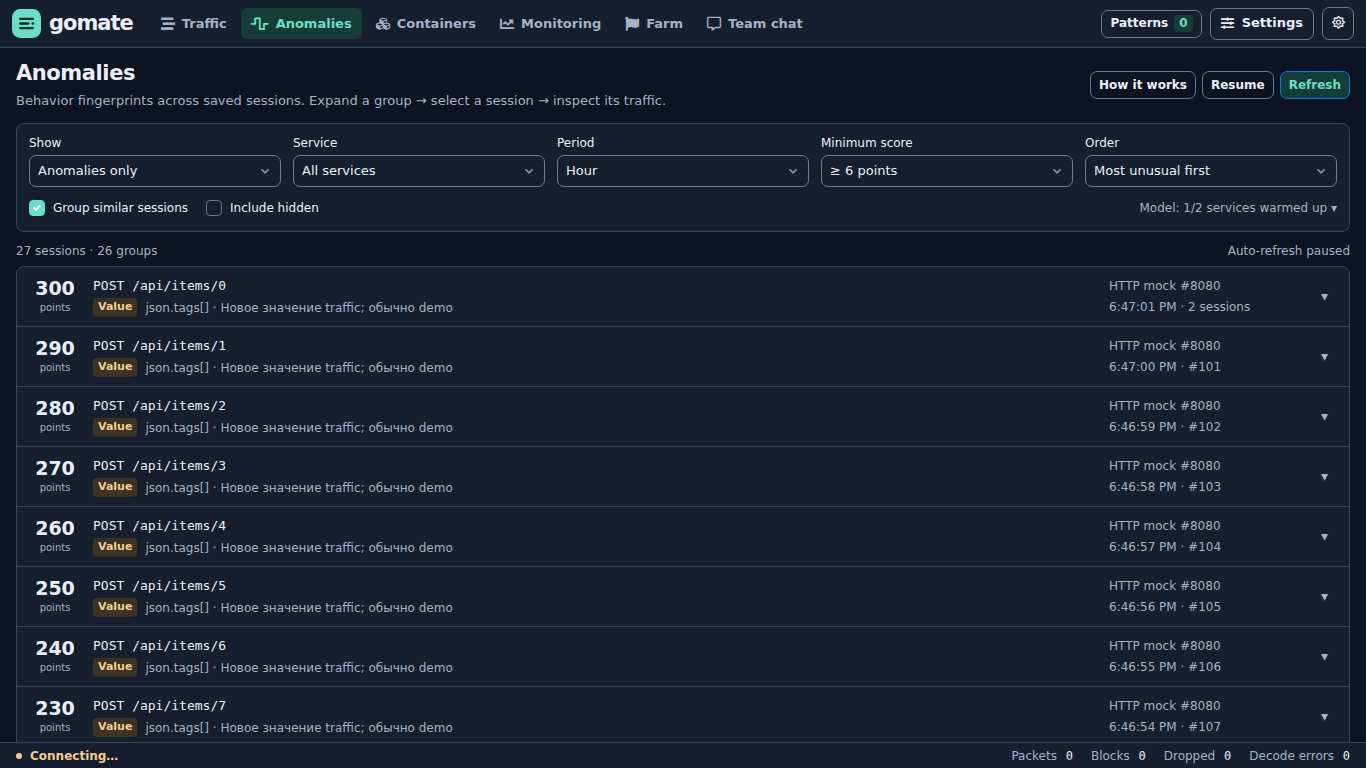 gomate Traffic Anomalies Containers Monitoring Farm Team chat Patterns 0 Settings
Anomalies
Behavior fingerprints across saved sessions. Expand a group → select a session → inspect its traffic.
How it works Resume Refresh
Show Service Period Minimum score Order
Anomalies only All services Hour ≥ 6 points Most unusual first
Group similar sessions Include hidden Model: 1/2 services warmed up ▾
27 sessions · 26 groups Auto-refresh paused
300 POST /api/items/0 HTTP mock #8080
points Value json.tags[] · Новое значение traffic; обычно demo 6:47:01 PM · 2 sessions ▼
290 POST /api/items/1 HTTP mock #8080
points Value json.tags[] · Новое значение traffic; обычно demo 6:47:00 PM · #101 ▼
280 POST /api/items/2 HTTP mock #8080
points Value json.tags[] · Новое значение traffic; обычно demo 6:46:59 PM · #102 ▼
270 POST /api/items/3 HTTP mock #8080
points Value json.tags[] · Новое значение traffic; обычно demo 6:46:58 PM · #103 ▼
260 POST /api/items/4 HTTP mock #8080
points Value json.tags[] · Новое значение traffic; обычно demo 6:46:57 PM · #104 ▼
250 POST /api/items/5 HTTP mock #8080
points Value json.tags[] · Новое значение traffic; обычно demo 6:46:56 PM · #105 ▼
240 POST /api/items/6 HTTP mock #8080
points Value json.tags[] · Новое значение traffic; обычно demo 6:46:55 PM · #106 ▼
230 POST /api/items/7 HTTP mock #8080
points Value json.tags[] · Новое значение traffic; обычно demo 6:46:54 PM · #107 ▼
Connecting… Packets 0 Blocks 0 Dropped 0 Decode errors 0